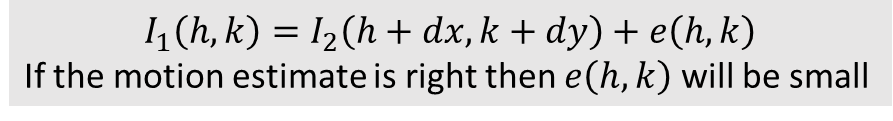 I₁(h, k) = I₂(h + dx, k + dy) + e(h, k)
If the motion estimate is right then e(h, k) will be small